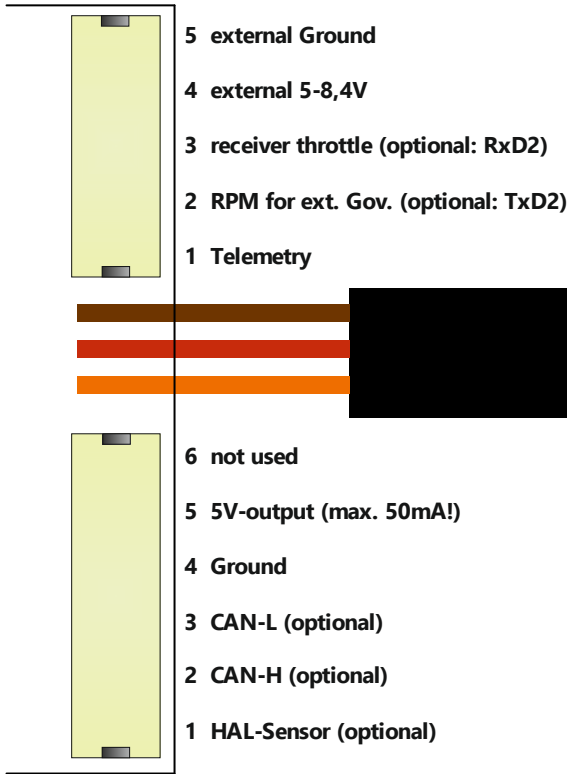 5 external Ground
4 external 5-8,4V
3 receiver throttle (optional: RxD2)
2 RPM for ext. Gov. (optional: TxD2)
1 Telemetry
6 not used
5 5V-output (max. 50mA!)
4 Ground
3 CAN-L (optional)
2 CAN-H (optional)
1 HAL-Sensor (optional)